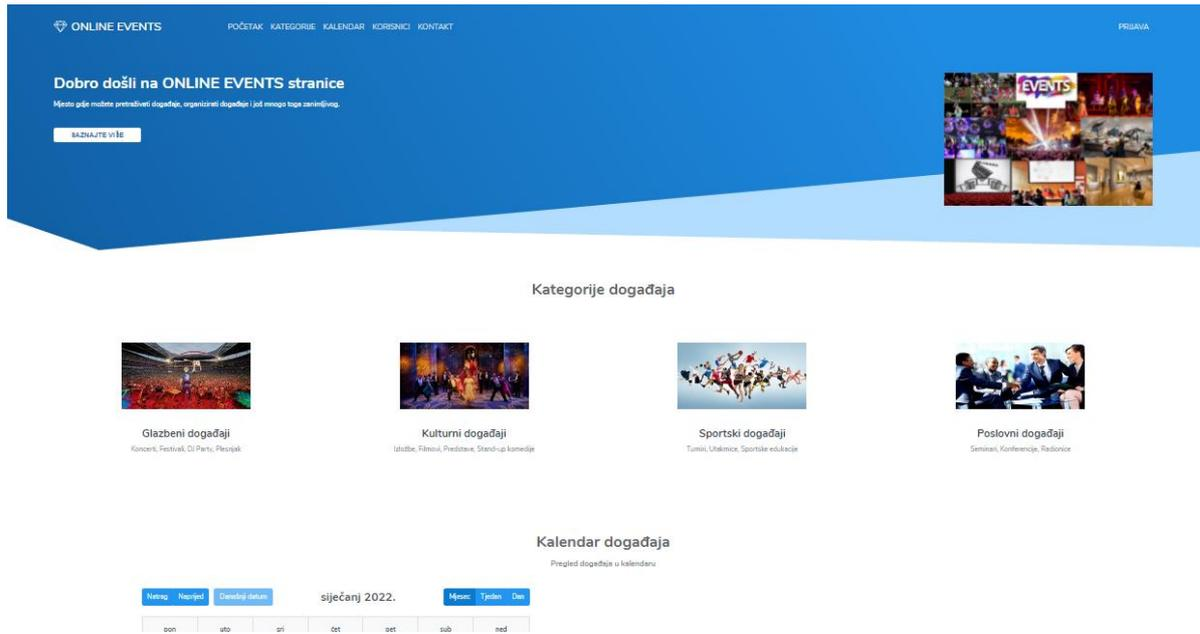 ONLINE EVENTS
POČETAK KATEGORIJE KALENDAR KORISNICI KONTAKT
PRIJAVA
Dobro došli na ONLINE EVENTS stranice
Mjesto gdje možete pretraživati događaje, organizirati događaje i još mnogo toga zanimljivog.
SAZNAJTE VIŠE
EVENTS
Kategorije događaja
Glazbeni događaji
Koncerti, Festivali, DJ Party, Plesnjak
Kulturni događaji
Izložbe, Filmovi, Predstave, Stand-up komedije
Sportski događaji
Turniri, Utakmice, Sportske edukacije
Poslovni događaji
Seminari, Konferencije, Radionice
Kalendar događaja
Pregled događaja u kalendaru
Natrag Naprijed Današnji datum
siječanj 2022.
Mjesec Tjedan Dan
pon uto sri čet pet sub ned